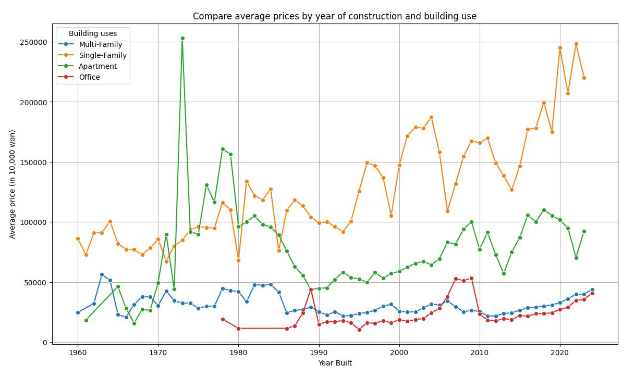 Compare average prices by year of construction and building use
Building uses
Multi-Family
Single-Family
Apartment
Office
Average price (in 10,000 won)
250000
200000
150000
100000
50000
0
1960
1970
1980
1990
2000
2010
2020
Year Built